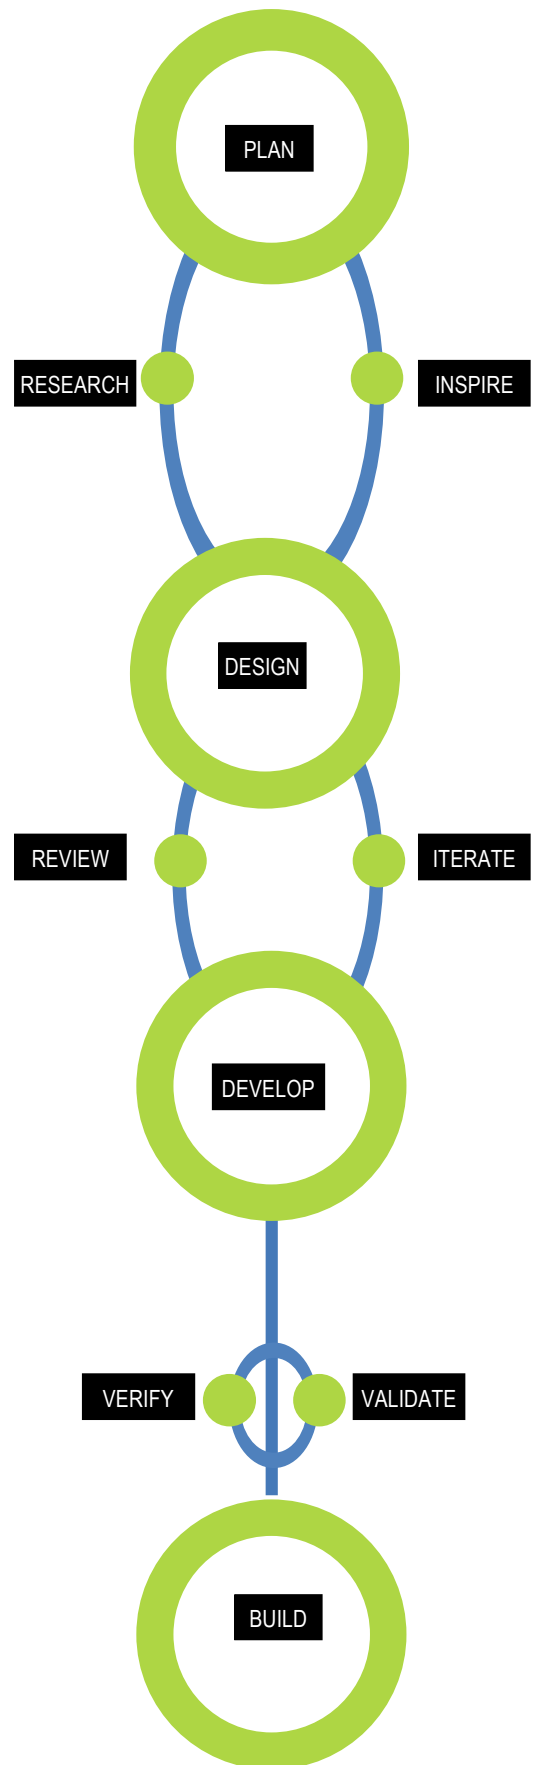 PLAN
RESEARCH
INSPIRE
DESIGN
REVIEW
ITERATE
DEVELOP
VERIFY
VALIDATE
BUILD